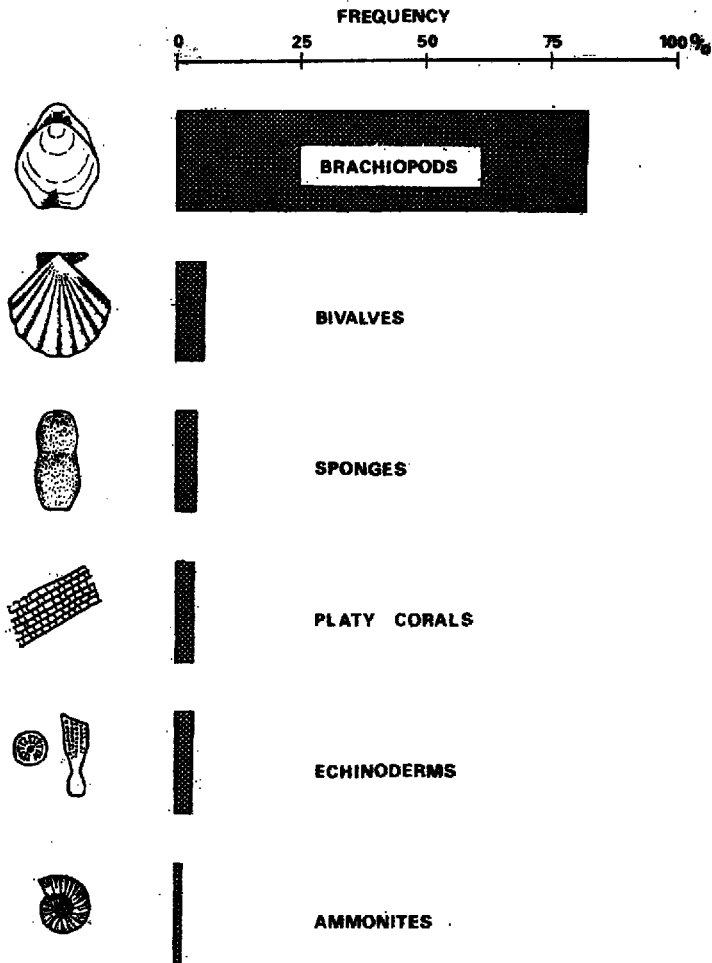 FREQUENCY
0 25 50 75 100%
BRACHIOPODS
BIVALVES
SPONGES
PLATY CORALS
ECHINODERMS
AMMONITES